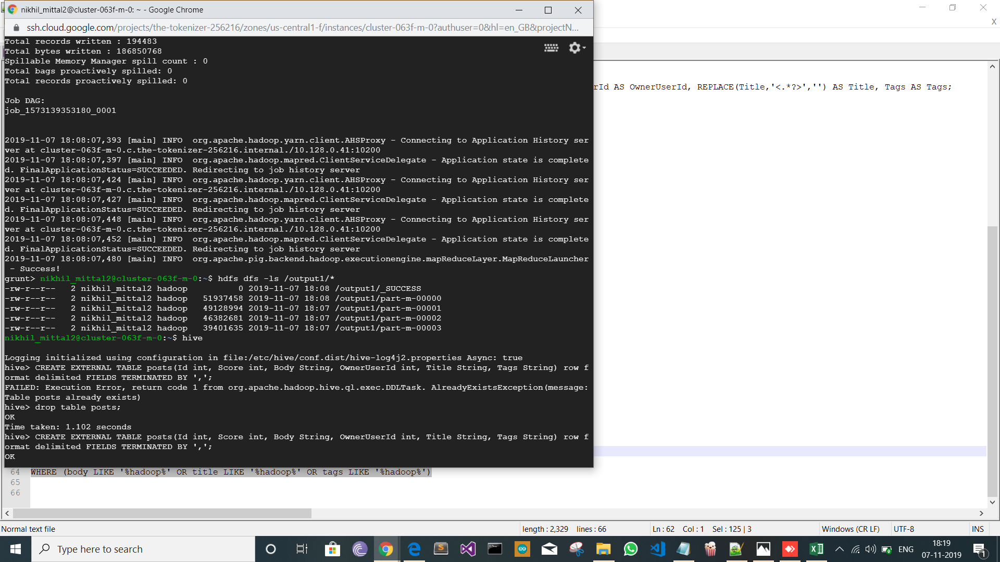 nikhil_mittal2@cluster-063f-m-0: ~ - Google Chrome
ssh.cloud.google.com/projects/the-tokenizer-256216/zones/us-central1-f/instances/cluster-063f-m-0?authuser=0&hl=en_GB&projectN...
X
Total records written : 194483
Total bytes written : 186850768
Spillable Memory Manager spill count : 0
Total bags proactively spilled: 0
Total records proactively spilled: 0
rId AS OwnerUserId, REPLACE(Title,'<.*?>','') AS Title, Tags AS Tags;
Job DAG:
job_1573139353180_0001
2019-11-07 18:08:07,393 [main] INFO  org.apache.hadoop.yarn.client.AHSProxy - Connecting to Application History ser
ver at cluster-063f-m-0.c.the-tokenizer-256216.internal./10.128.0.41:10200
2019-11-07 18:08:07,397 [main] INFO  org.apache.hadoop.mapred.ClientServiceDelegate - Application state is complete
d. FinalApplicationStatus=SUCCEEDED. Redirecting to job history server
2019-11-07 18:08:07,424 [main] INFO  org.apache.hadoop.yarn.client.AHSProxy - Connecting to Application History ser
ver at cluster-063f-m-0.c.the-tokenizer-256216.internal./10.128.0.41:10200
2019-11-07 18:08:07,427 [main] INFO  org.apache.hadoop.mapred.ClientServiceDelegate - Application state is complete
d. FinalApplicationStatus=SUCCEEDED. Redirecting to job history server
2019-11-07 18:08:07,448 [main] INFO  org.apache.hadoop.yarn.client.AHSProxy - Connecting to Application History ser
ver at cluster-063f-m-0.c.the-tokenizer-256216.internal./10.128.0.41:10200
2019-11-07 18:08:07,452 [main] INFO  org.apache.hadoop.mapred.ClientServiceDelegate - Application state is complete
d. FinalApplicationStatus=SUCCEEDED. Redirecting to job history server
2019-11-07 18:08:07,480 [main] INFO  org.apache.pig.backend.hadoop.executionengine.mapReduceLayer.MapReduceLauncher
 - Success!
grunt> nikhil_mittal2@cluster-063f-m-0:~$ hdfs dfs -ls /output1/*
-rw-r--r--   2 nikhil_mittal2 hadoop          0 2019-11-07 18:08 /output1/_SUCCESS
-rw-r--r--   2 nikhil_mittal2 hadoop   51937458 2019-11-07 18:08 /output1/part-m-00000
-rw-r--r--   2 nikhil_mittal2 hadoop   49128994 2019-11-07 18:07 /output1/part-m-00001
-rw-r--r--   2 nikhil_mittal2 hadoop   46382681 2019-11-07 18:07 /output1/part-m-00002
-rw-r--r--   2 nikhil_mittal2 hadoop   39401635 2019-11-07 18:07 /output1/part-m-00003
nikhil_mittal2@cluster-063f-m-0:~$ hive
Logging initialized using configuration in file:/etc/hive/conf.dist/hive-log4j2.properties Async: true
hive> CREATE EXTERNAL TABLE posts(Id int, Score int, Body String, OwnerUserId int, Title String, Tags String) row f
ormat delimited FIELDS TERMINATED BY ',';
FAILED: Execution Error, return code 1 from org.apache.hadoop.hive.ql.exec.DDLTask. AlreadyExistsException(message:
Table posts already exists)
hive> drop table posts;
OK
Time taken: 1.102 seconds
hive> CREATE EXTERNAL TABLE posts(Id int, Score int, Body String, OwnerUserId int, Title String, Tags String) row f
ormat delimited FIELDS TERMINATED BY ',';
OK
64 WHERE (body LIKE '%hadoop%' OR title LIKE '%hadoop%' OR tags LIKE '%hadoop%')
65
66
Normal text file length : 2,329 lines : 66 Ln : 62 Col : 1 Sel : 125 | 3 Windows (CR LF) UTF-8 INS
Type here to search
ENG
18:19
07-11-2019
1